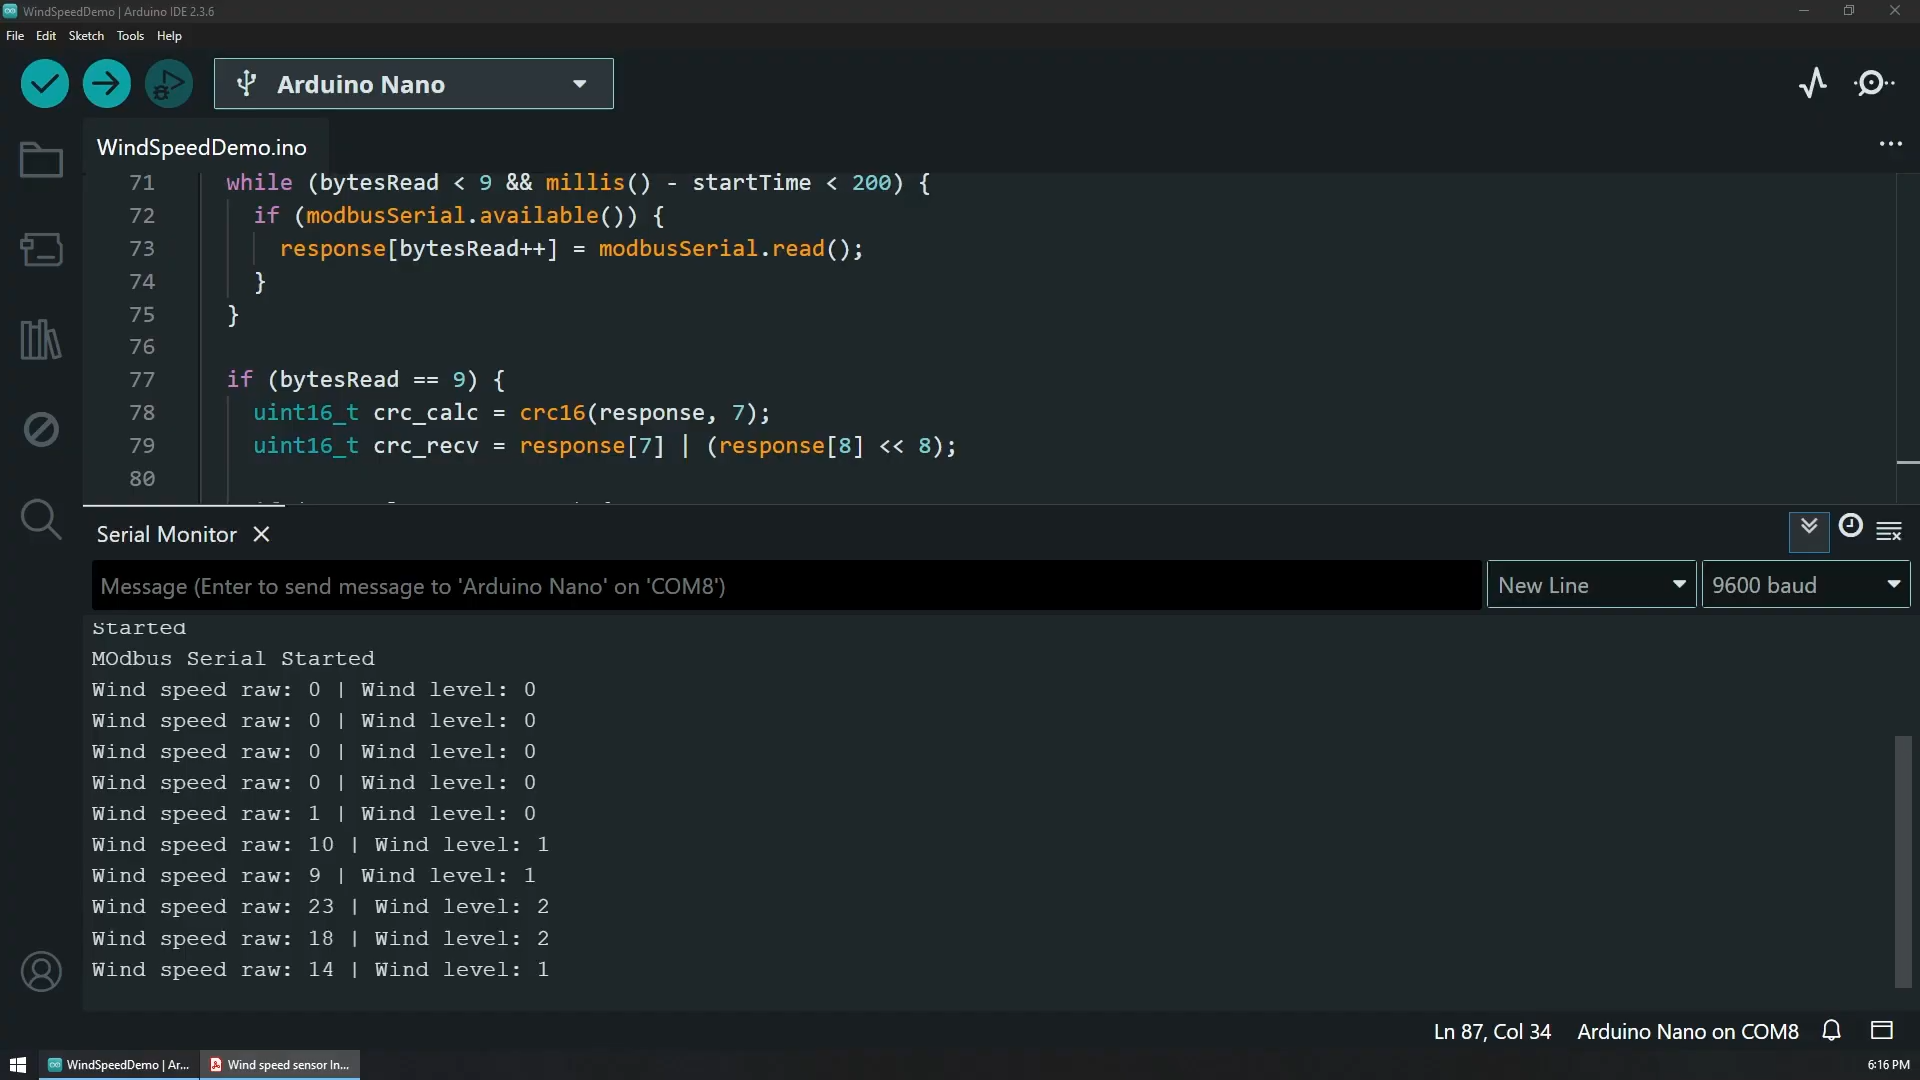 WindSpeedDemo | Arduino IDE 2.3.6
File Edit Sketch Tools Help
Arduino Nano
WindSpeedDemo.ino
71 while (bytesRead < 9 && millis() - startTime < 200) {
72 if (modbusSerial.available()) {
73 response[bytesRead++] = modbusSerial.read();
74 }
75 }
76
77 if (bytesRead == 9) {
78 uint16_t crc_calc = crc16(response, 7);
79 uint16_t crc_recv = response[7] | (response[8] << 8);
80
Serial Monitor
Message (Enter to send message to 'Arduino Nano' on 'COM8') New Line 9600 baud
Started
MOdbus Serial Started
Wind speed raw: 0 | Wind level: 0
Wind speed raw: 0 | Wind level: 0
Wind speed raw: 0 | Wind level: 0
Wind speed raw: 0 | Wind level: 0
Wind speed raw: 1 | Wind level: 0
Wind speed raw: 10 | Wind level: 1
Wind speed raw: 9 | Wind level: 1
Wind speed raw: 23 | Wind level: 2
Wind speed raw: 18 | Wind level: 2
Wind speed raw: 14 | Wind level: 1
Ln 87, Col 34 Arduino Nano on COM8
WindSpeedDemo | Ar... Wind speed sensor In... 6:16 PM